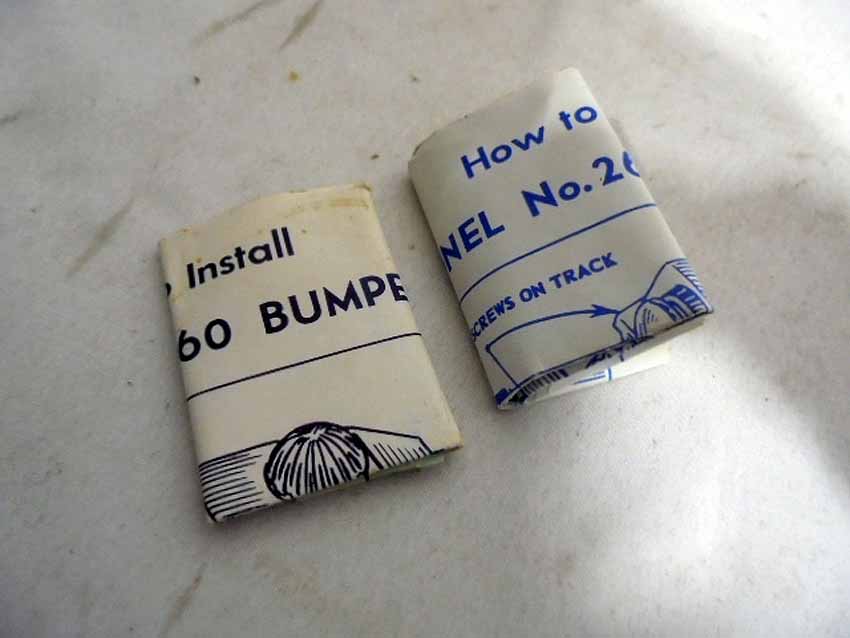 Install
60 BUMPE
How to
NEL No. 26
SCREWS ON TRACK